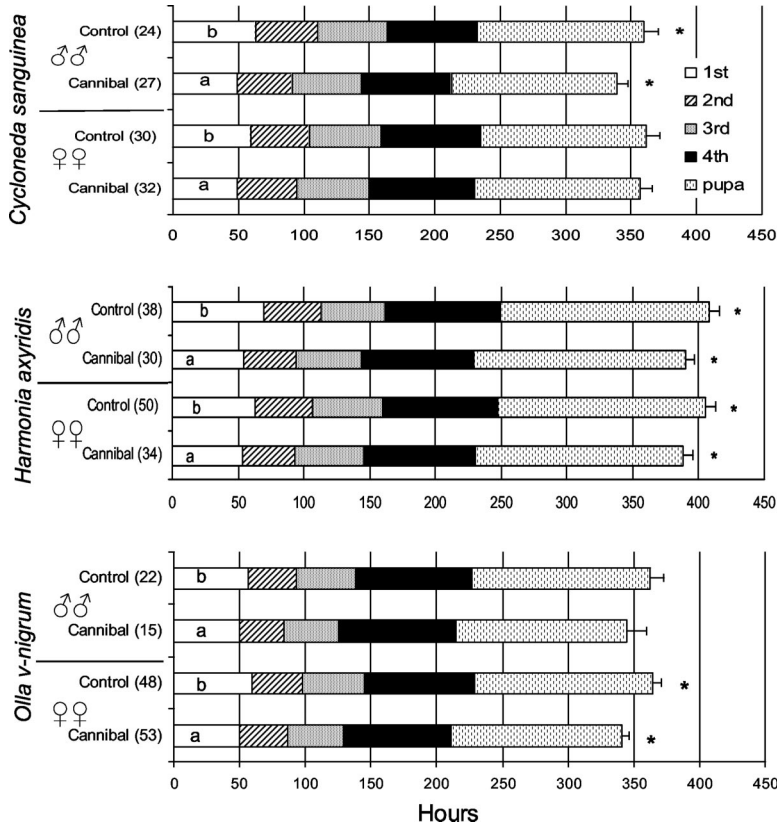 Cycloneda sanguinea
♂♂
Control (24) b *
Cannibal (27) a *
♀♀
Control (30) b
Cannibal (32) a
1st
2nd
3rd
4th
pupa
0 50 100 150 200 250 300 350 400 450
Harmonia axyridis
♂♂
Control (38) b *
Cannibal (30) a *
♀♀
Control (50) b *
Cannibal (34) a *
0 50 100 150 200 250 300 350 400 450
Olla v-nigrum
♂♂
Control (22) b
Cannibal (15) a
♀♀
Control (48) b *
Cannibal (53) a *
0 50 100 150 200 250 300 350 400 450
Hours